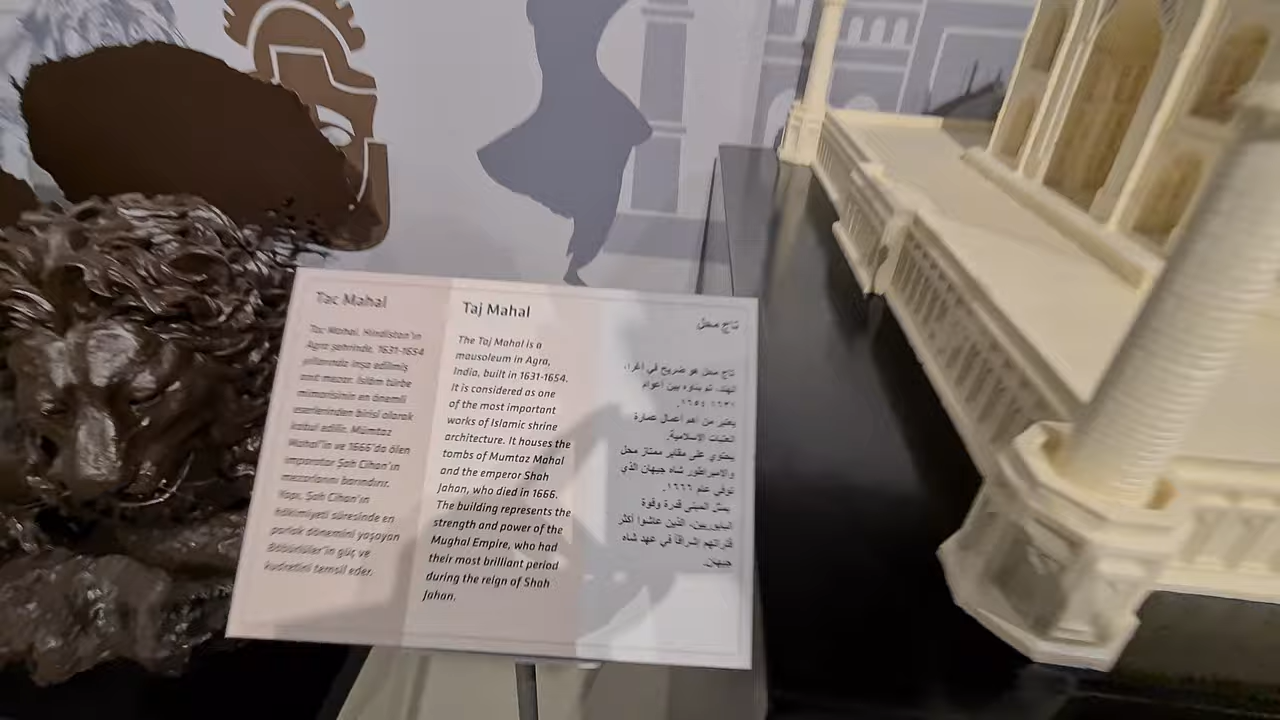 Tac Mahal
Tac Mahal, Hindistan'ın
Agra şehrinde, 1631-1654
yıllarında inşa edilmiş
anıt mezar. İslâm türbe
mimarisinin en önemli
eserlerinden birisi olarak
kabul edilir. Mümtaz
Mahal'in ve 1666'da ölen
imparator Şah Cihan'ın
mezarlarını barındırır.
Yapı, Şah Cihan'ın
hâkimiyeti süresinde en
parlak dönemini yaşayan
Babürlüler'in güç ve
kudretini temsil eder.
Taj Mahal
The Taj Mahal is a
mausoleum in Agra,
India, built in 1631-1654.
It is considered as one
of the most important
works of Islamic shrine
architecture. It houses the
tombs of Mumtaz Mahal
and the emperor Shah
Jahan, who died in 1666.
The building represents the
strength and power of the
Mughal Empire, who had
their most brilliant period
during the reign of Shah
Jahan.
تاج محل
تاج محل هو ضريح في أغرا،
الهند، تم بناؤه بين أعوام
١٦٣١-١٦٥٤.
يعتبر من أهم أعمال عمارة
العتبات الإسلامية.
يحتوي على مقابر ممتاز محل
والإمبراطور شاه جيهان الذي
توفي عام ١٦٦٦.
يمثل المبنى قدرة وقوة
البابوريين، الذين عاشوا أكثر
فتراتهم إشراقاً في عهد شاه
جيهان.